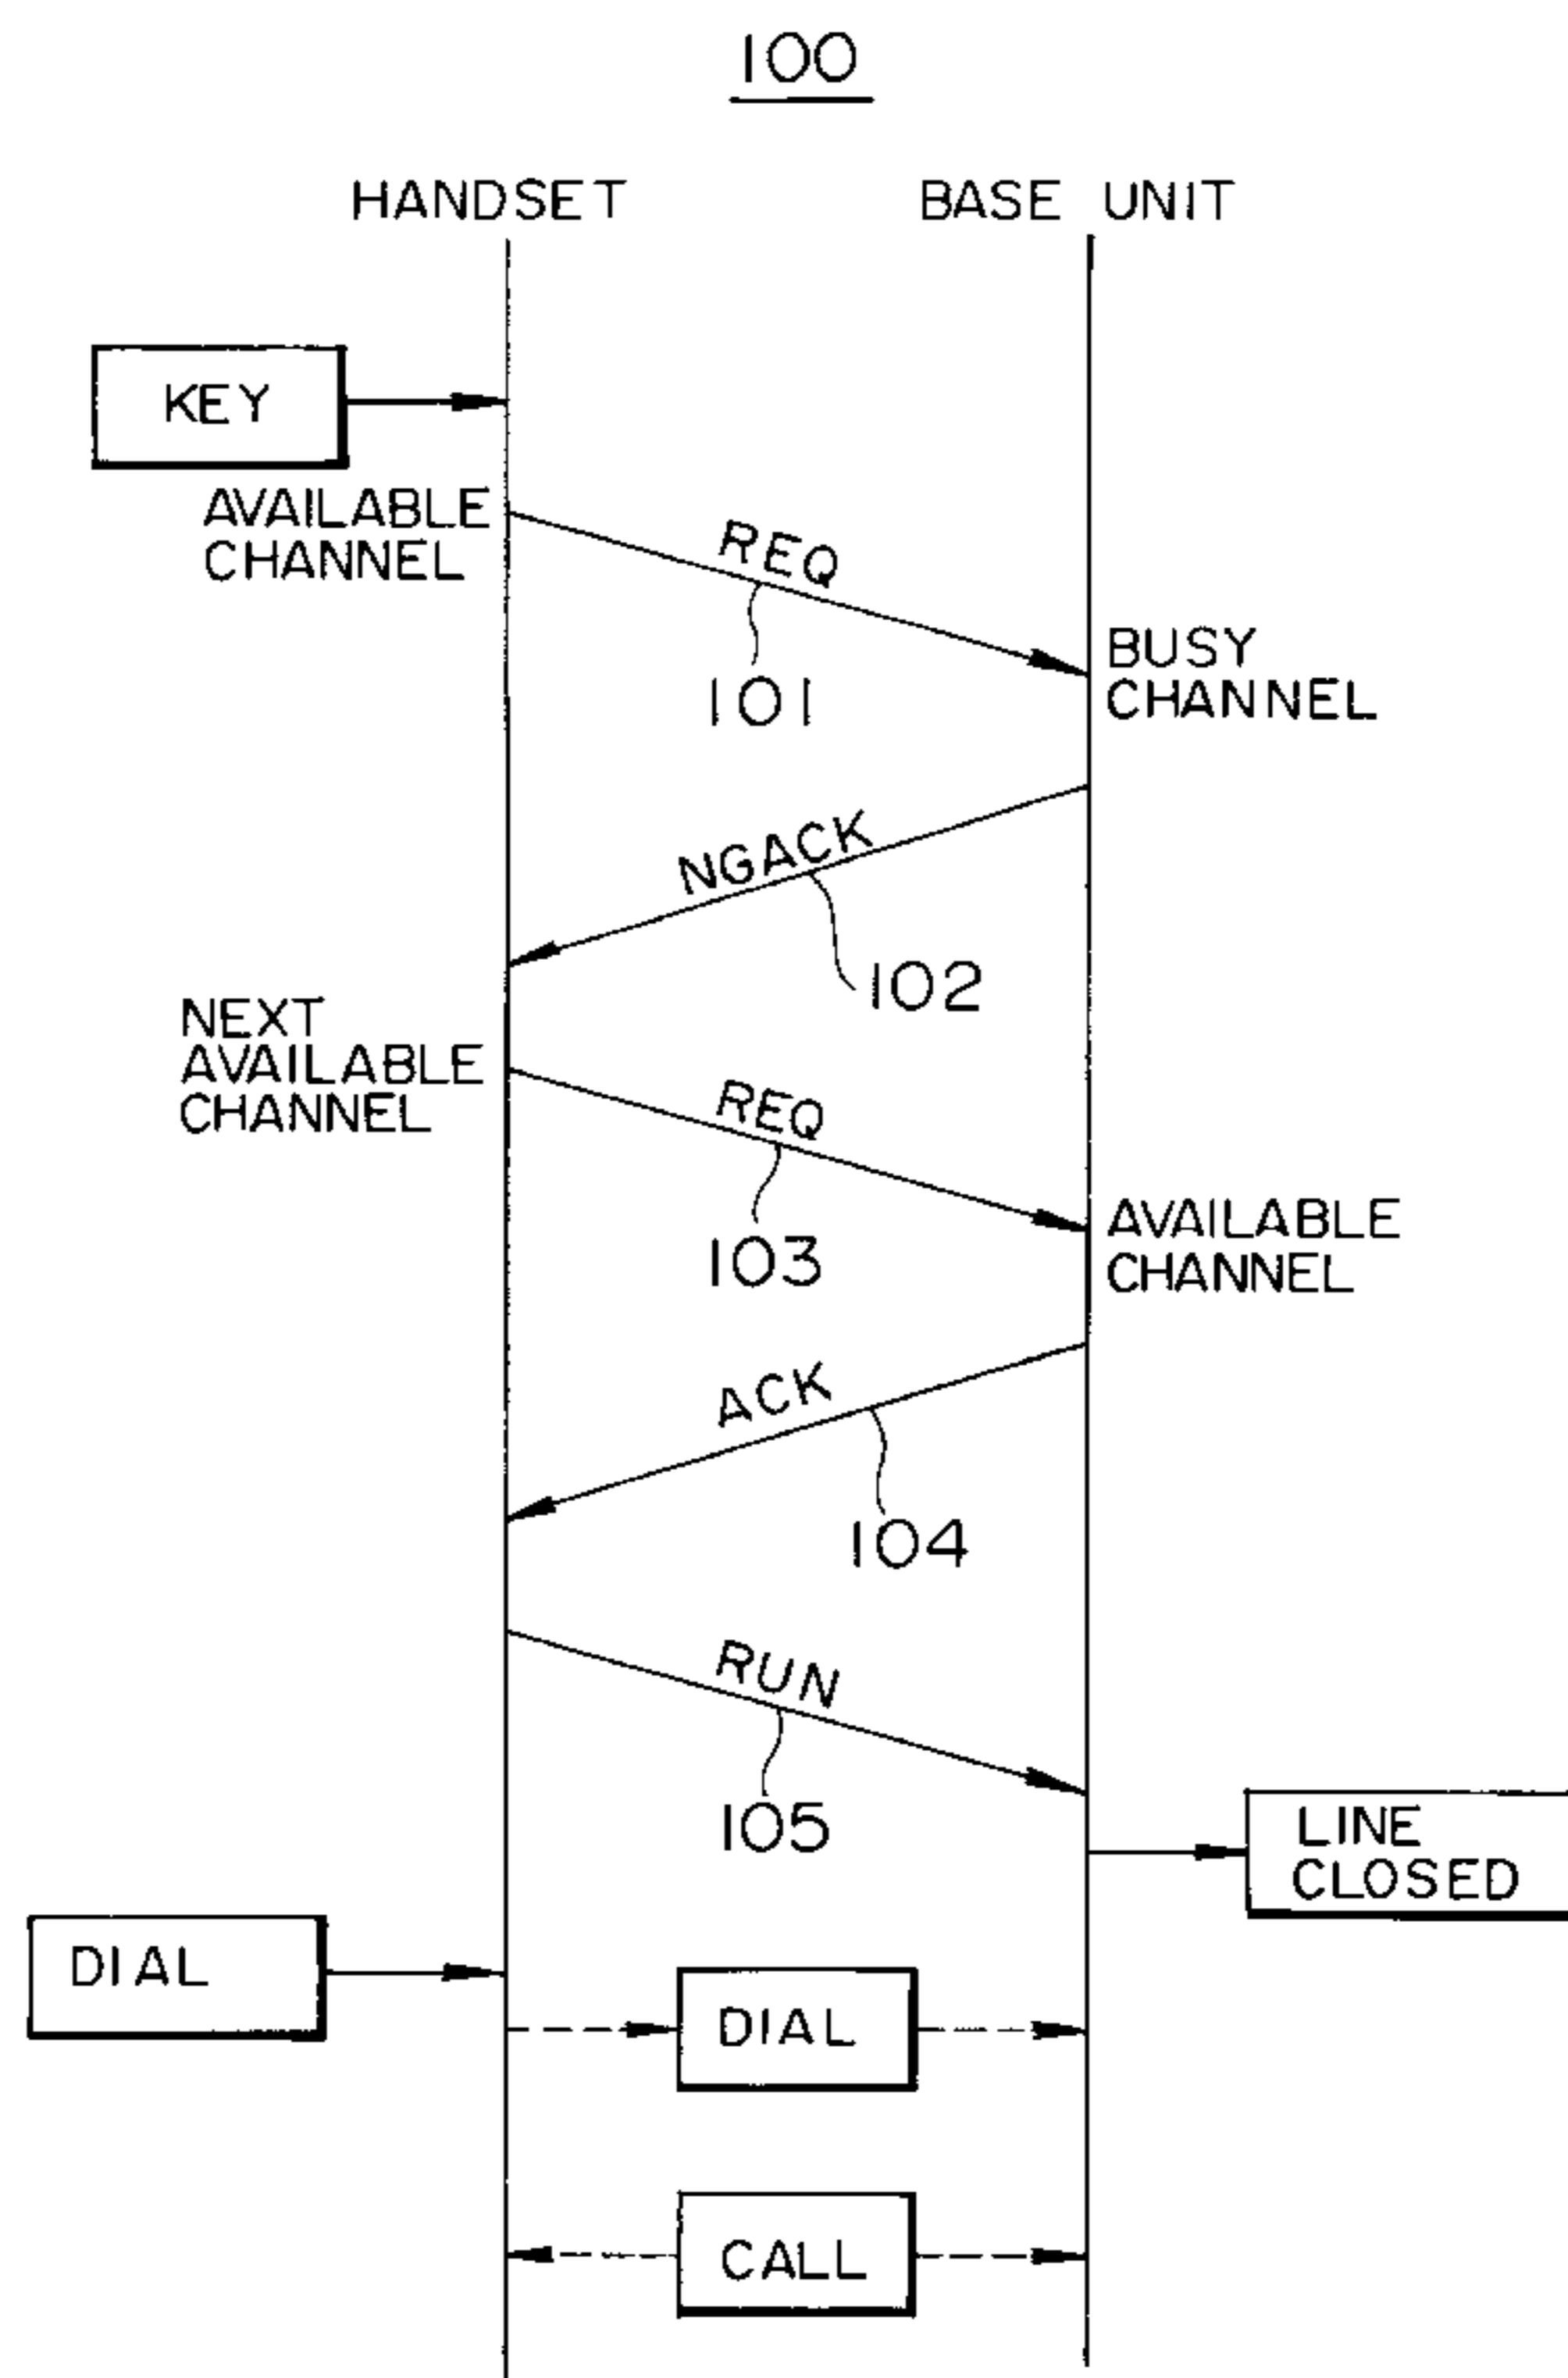 100
HANDSET
BASE UNIT
KEY
AVAILABLE
CHANNEL
REQ
101
BUSY
CHANNEL
NGACK
102
NEXT
AVAILABLE
CHANNEL
REQ
103
AVAILABLE
CHANNEL
ACK
104
RUN
105
LINE
CLOSED
DIAL
DIAL
CALL